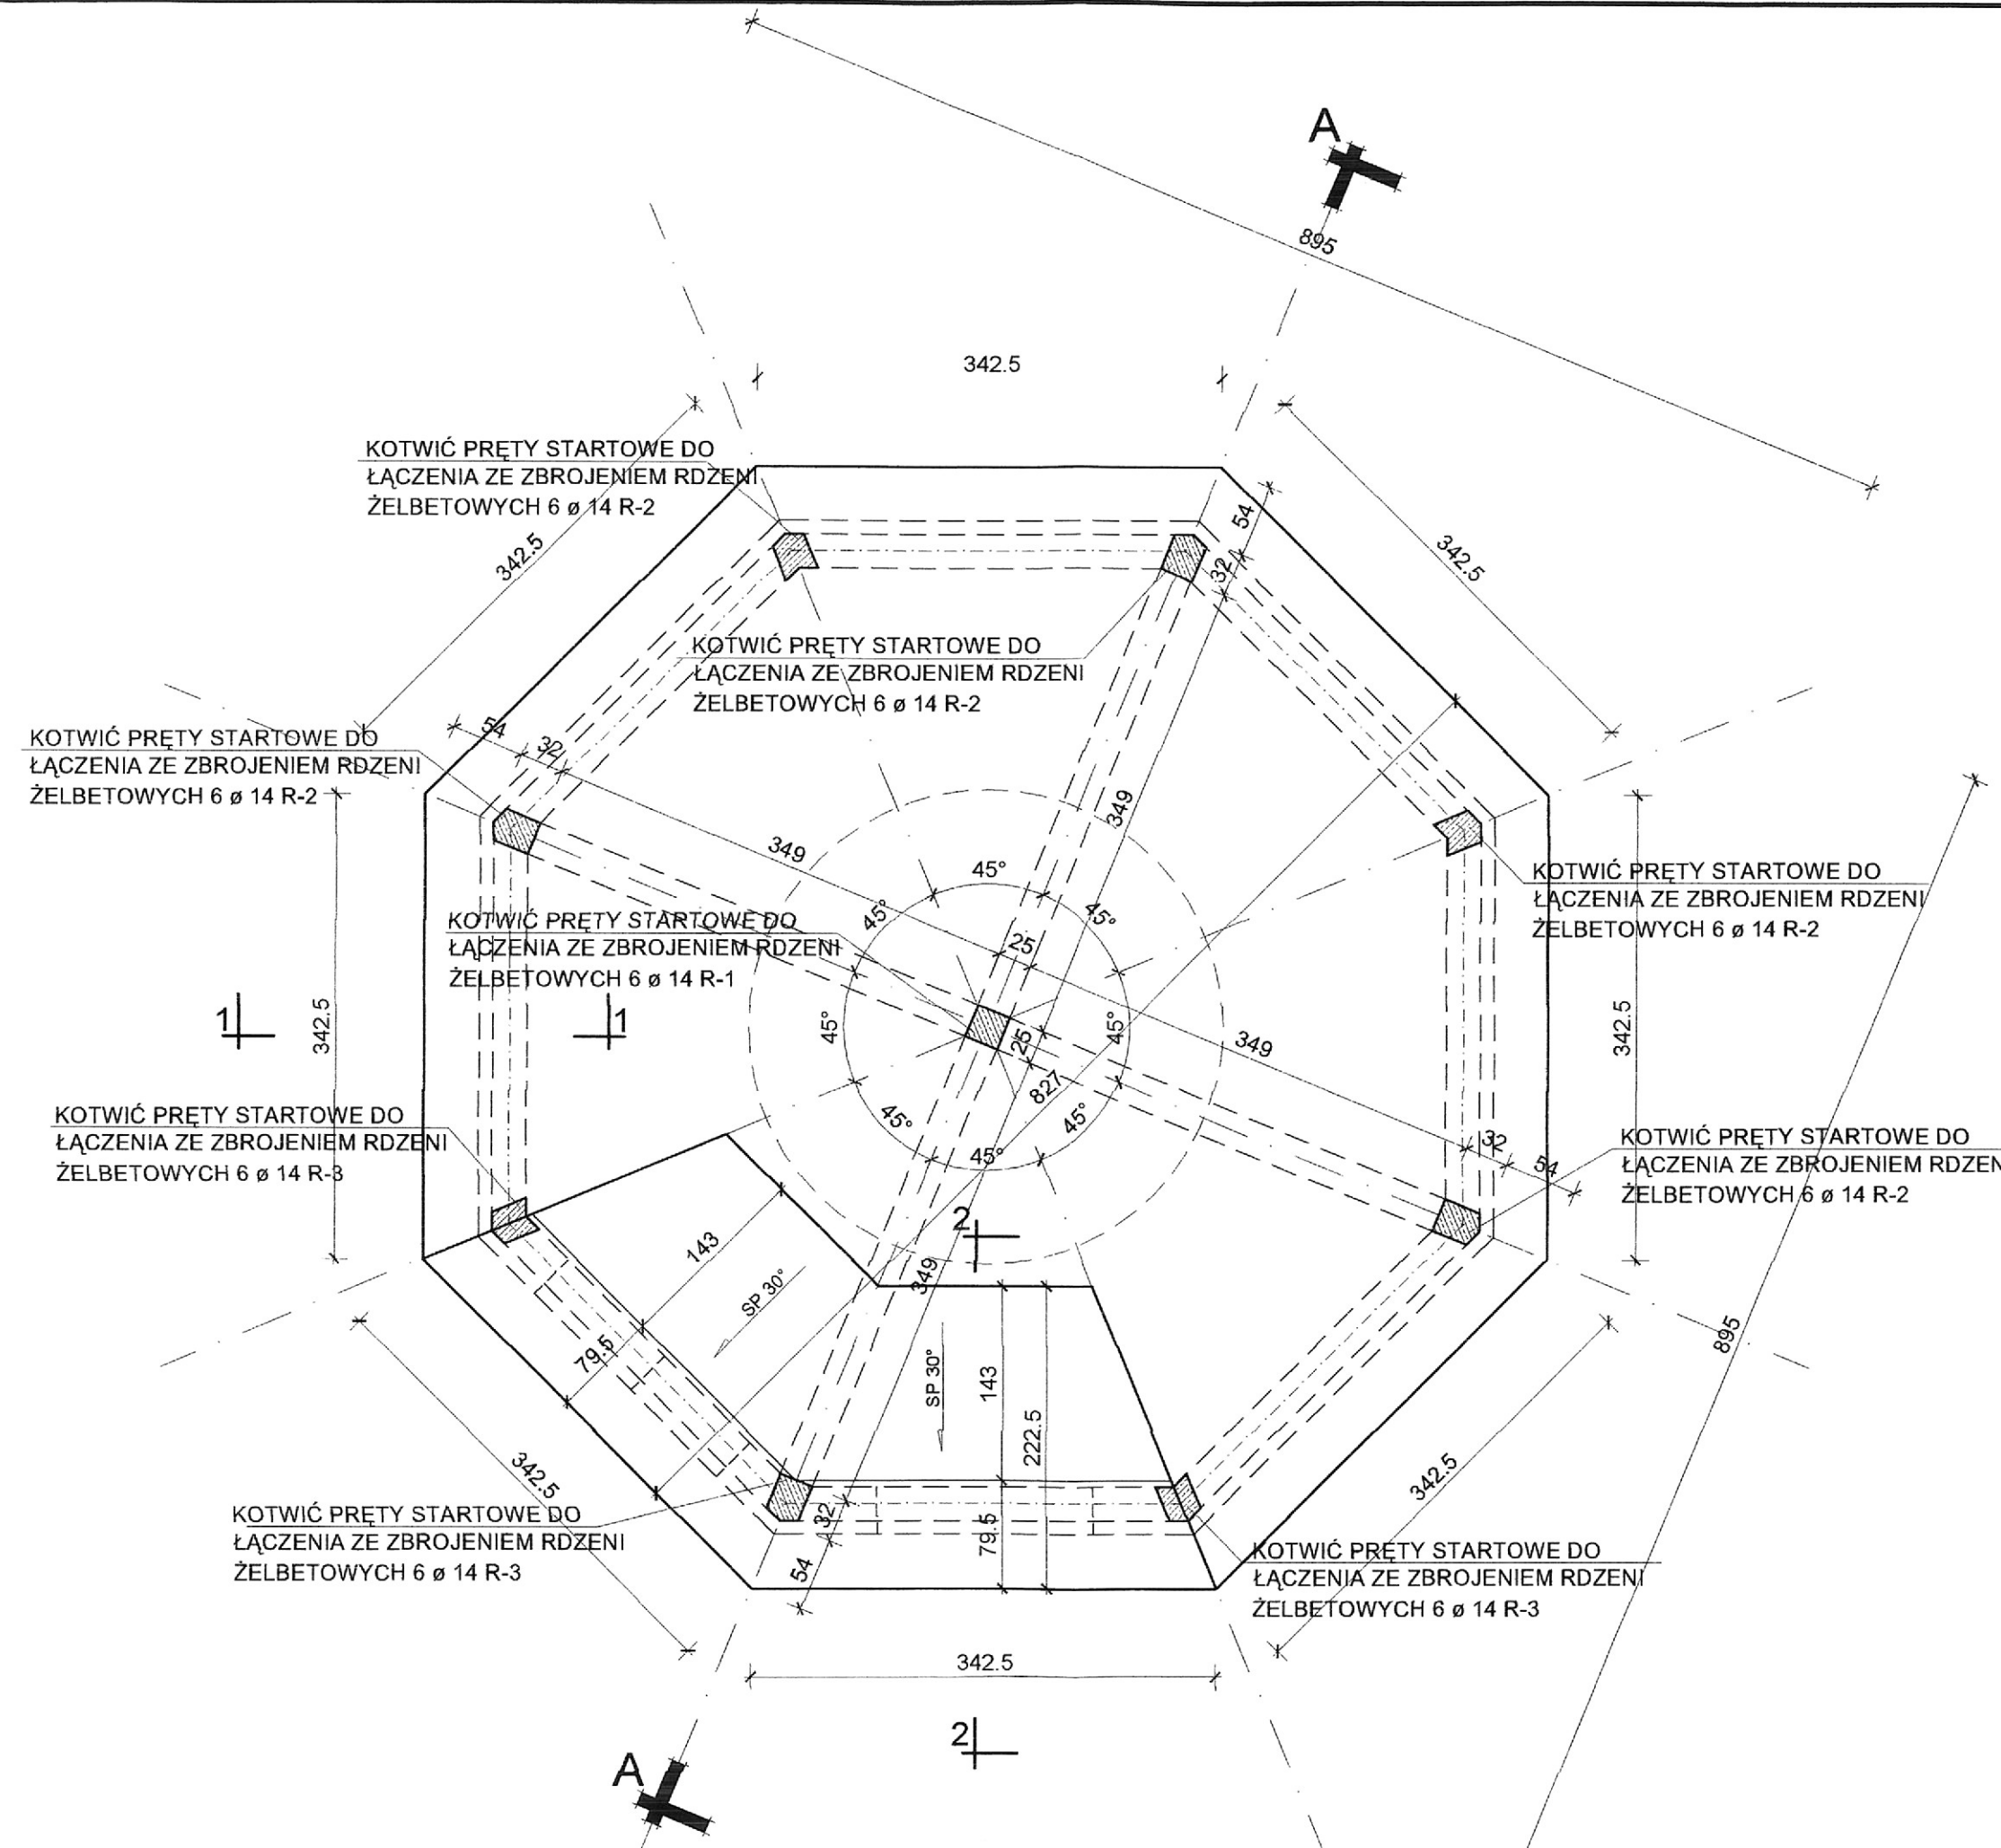 A
895
342.5
KOTWIĆ PRĘTY STARTOWE DO
ŁĄCZENIA ZE ZBROJENIEM RDZENI
ŻELBETOWYCH 6 ø 14 R-2
342.5
54
32
342.5
KOTWIĆ PRĘTY STARTOWE DO
ŁĄCZENIA ZE ZBROJENIEM RDZENI
ŻELBETOWYCH 6 ø 14 R-2
KOTWIĆ PRĘTY STARTOWE DO
ŁĄCZENIA ZE ZBROJENIEM RDZENI
ŻELBETOWYCH 6 ø 14 R-2
54
32
349
349
45°
45°
45°
KOTWIĆ PRĘTY STARTOWE DO
ŁĄCZENIA ZE ZBROJENIEM RDZENI
ŻELBETOWYCH 6 ø 14 R-2
KOTWIĆ PRĘTY STARTOWE DO
ŁĄCZENIA ZE ZBROJENIEM RDZENI
ŻELBETOWYCH 6 ø 14 R-1
25
1
1
342.5
45°
25
45°
349
342.5
827
45°
45°
45°
KOTWIĆ PRĘTY STARTOWE DO
ŁĄCZENIA ZE ZBROJENIEM RDZENI
ŻELBETOWYCH 6 ø 14 R-3
32
54
KOTWIĆ PRĘTY STARTOWE DO
ŁĄCZENIA ZE ZBROJENIEM RDZEN
ŻELBETOWYCH 6 ø 14 R-2
2
143
SP 30°
349
79.5
SP 30°
143
222.5
895
342.5
342.5
KOTWIĆ PRĘTY STARTOWE DO
ŁĄCZENIA ZE ZBROJENIEM RDZENI
ŻELBETOWYCH 6 ø 14 R-3
32
54
79.5
KOTWIĆ PRĘTY STARTOWE DO
ŁĄCZENIA ZE ZBROJENIEM RDZENI
ŻELBETOWYCH 6 ø 14 R-3
342.5
2
A